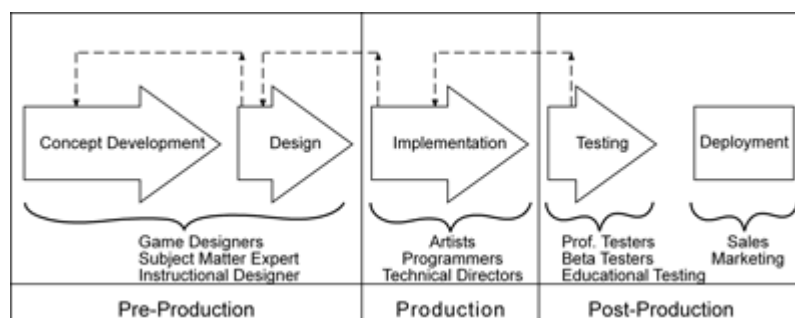 Concept Development
Design
Implementation
Testing
Deployment
Game Designers
Subject Matter Expert
Instructional Designer
Artists
Programmers
Technical Directors
Prof. Testers
Beta Testers
Educational Testing
Sales
Marketing
Pre-Production
Production
Post-Production